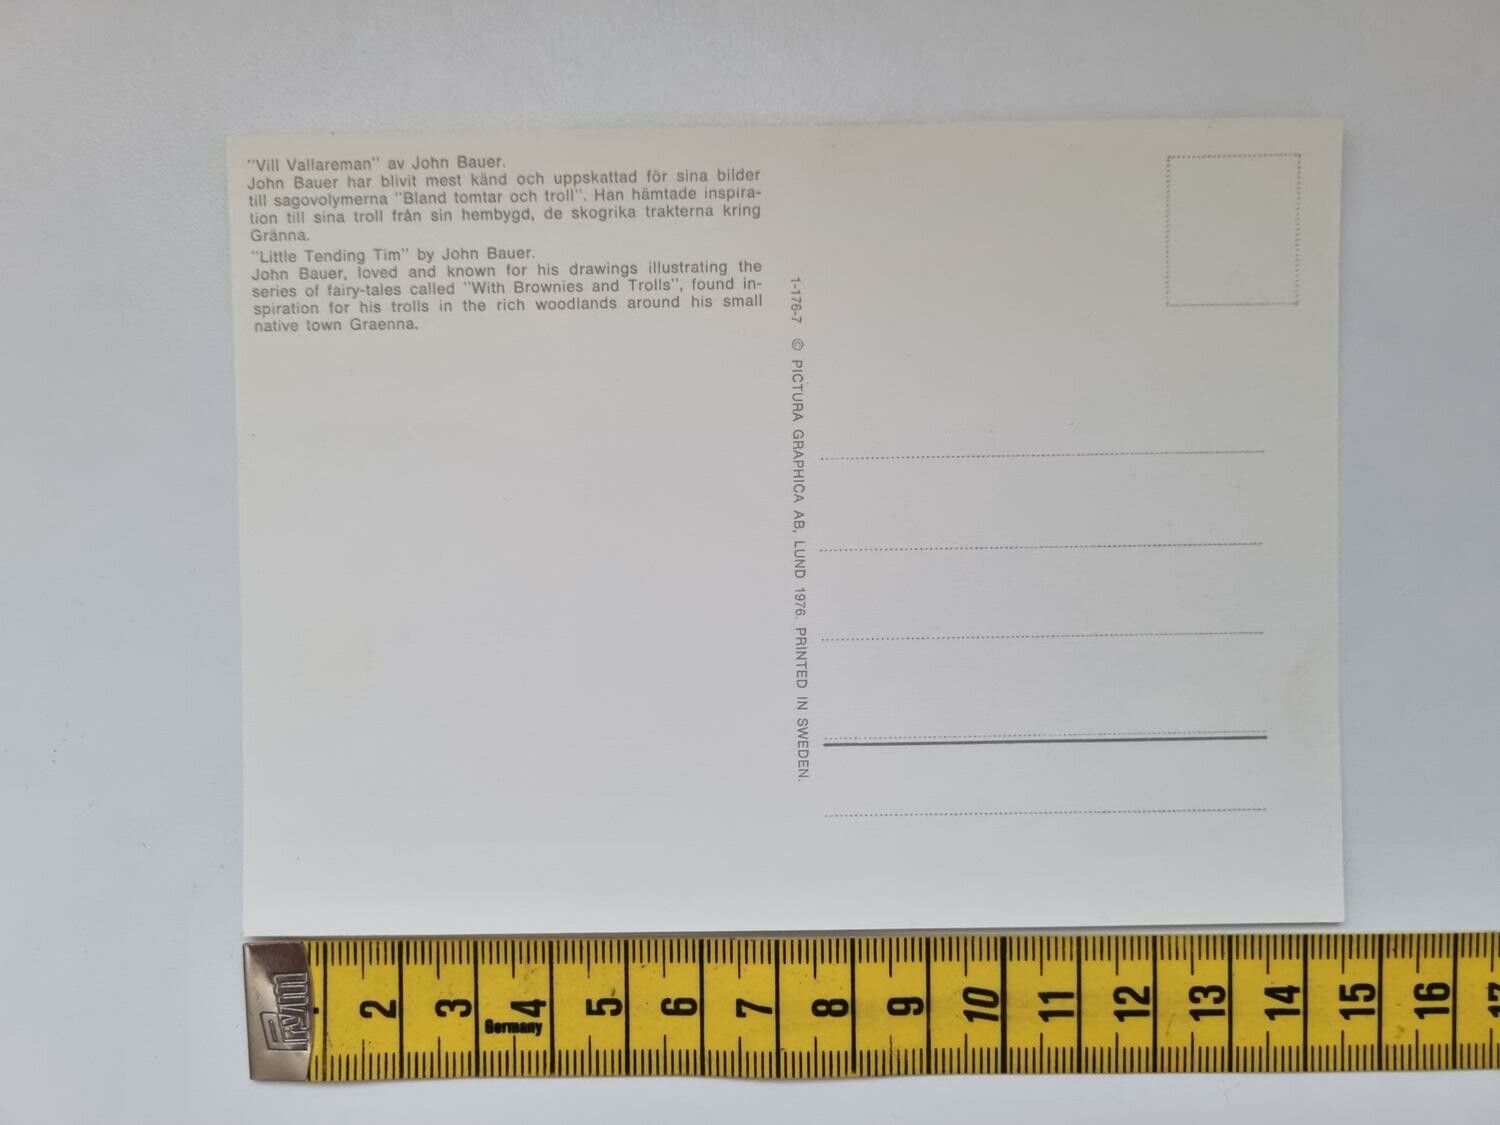 "Vill Vallareman" av John Bauer.
John Bauer har blivit mest känd och uppskattad för sina bilder
till sagovolymerna "Bland tomtar och troll". Han hämtade inspira-
tion till sina troll från sin hembygd, de skogrika trakterna kring
Gränna.
"Little Tending Tim" by John Bauer.
John Bauer, loved and known for his drawings illustrating the
series of fairy-tales called "With Brownies and Trolls", found in-
spiration for his trolls in the rich woodlands around his small
native town Graenna.
1-176-7 © PICTURA GRAPHICA AB, LUND 1976. PRINTED IN SWEDEN.
Prym 2 3 4 5 6 7 8 9 10 11 12 13 14 15 16 17
Germany